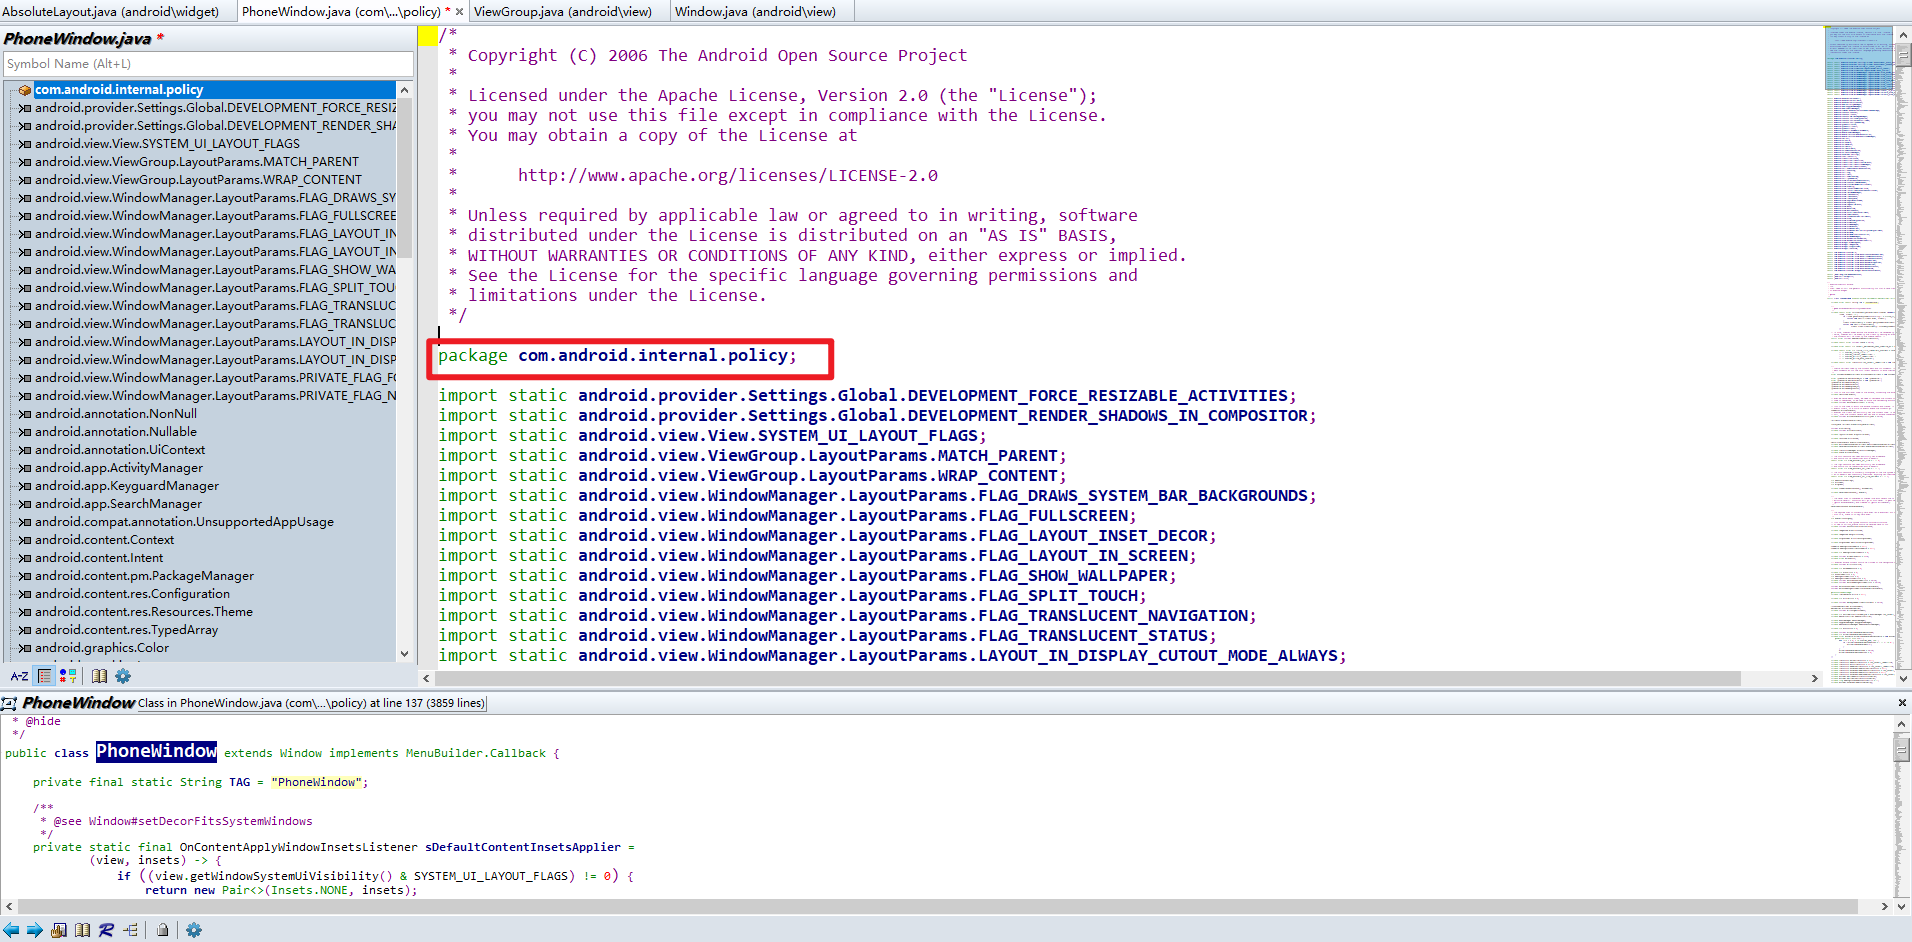 AbsoluteLayout.java (android\widget)
PhoneWindow.java (com\...\policy) * ×
ViewGroup.java (android\view)
Window.java (android\view)
PhoneWindow.java *
Symbol Name (Alt+L)
com.android.internal.policy
android.provider.Settings.Global.DEVELOPMENT_FORCE_RESIZ
android.provider.Settings.Global.DEVELOPMENT_RENDER_SHA
android.view.View.SYSTEM_UI_LAYOUT_FLAGS
android.view.ViewGroup.LayoutParams.MATCH_PARENT
android.view.ViewGroup.LayoutParams.WRAP_CONTENT
android.view.WindowManager.LayoutParams.FLAG_DRAWS_SY
android.view.WindowManager.LayoutParams.FLAG_FULLSCREE
android.view.WindowManager.LayoutParams.FLAG_LAYOUT_IN
android.view.WindowManager.LayoutParams.FLAG_LAYOUT_IN
android.view.WindowManager.LayoutParams.FLAG_SHOW_WA
android.view.WindowManager.LayoutParams.FLAG_SPLIT_TOU
android.view.WindowManager.LayoutParams.FLAG_TRANSLUC
android.view.WindowManager.LayoutParams.FLAG_TRANSLUC
android.view.WindowManager.LayoutParams.LAYOUT_IN_DISP
android.view.WindowManager.LayoutParams.LAYOUT_IN_DISP
android.view.WindowManager.LayoutParams.PRIVATE_FLAG_FO
android.view.WindowManager.LayoutParams.PRIVATE_FLAG_N
android.annotation.NonNull
android.annotation.Nullable
android.annotation.UiContext
android.app.ActivityManager
android.app.KeyguardManager
android.app.SearchManager
android.compat.annotation.UnsupportedAppUsage
android.content.Context
android.content.Intent
android.content.pm.PackageManager
android.content.res.Configuration
android.content.res.Resources.Theme
android.content.res.TypedArray
android.graphics.Color
A-Z
/*
* Copyright (C) 2006 The Android Open Source Project
*
* Licensed under the Apache License, Version 2.0 (the "License");
* you may not use this file except in compliance with the License.
* You may obtain a copy of the License at
*
* http://www.apache.org/licenses/LICENSE-2.0
*
* Unless required by applicable law or agreed to in writing, software
* distributed under the License is distributed on an "AS IS" BASIS,
* WITHOUT WARRANTIES OR CONDITIONS OF ANY KIND, either express or implied.
* See the License for the specific language governing permissions and
* limitations under the License.
*/
package com.android.internal.policy;
import static android.provider.Settings.Global.DEVELOPMENT_FORCE_RESIZABLE_ACTIVITIES;
import static android.provider.Settings.Global.DEVELOPMENT_RENDER_SHADOWS_IN_COMPOSITOR;
import static android.view.View.SYSTEM_UI_LAYOUT_FLAGS;
import static android.view.ViewGroup.LayoutParams.MATCH_PARENT;
import static android.view.ViewGroup.LayoutParams.WRAP_CONTENT;
import static android.view.WindowManager.LayoutParams.FLAG_DRAWS_SYSTEM_BAR_BACKGROUNDS;
import static android.view.WindowManager.LayoutParams.FLAG_FULLSCREEN;
import static android.view.WindowManager.LayoutParams.FLAG_LAYOUT_INSET_DECOR;
import static android.view.WindowManager.LayoutParams.FLAG_LAYOUT_IN_SCREEN;
import static android.view.WindowManager.LayoutParams.FLAG_SHOW_WALLPAPER;
import static android.view.WindowManager.LayoutParams.FLAG_SPLIT_TOUCH;
import static android.view.WindowManager.LayoutParams.FLAG_TRANSLUCENT_NAVIGATION;
import static android.view.WindowManager.LayoutParams.FLAG_TRANSLUCENT_STATUS;
import static android.view.WindowManager.LayoutParams.LAYOUT_IN_DISPLAY_CUTOUT_MODE_ALWAYS;
PhoneWindow Class in PhoneWindow.java (com\...\policy) at line 137 (3859 lines)
* @hide
*/
public class PhoneWindow extends Window implements MenuBuilder.Callback {
private final static String TAG = "PhoneWindow";
/**
* @see Window#setDecorFitsSystemWindows
*/
private static final OnContentApplyWindowInsetsListener sDefaultContentInsetsApplier =
(view, insets) -> {
if ((view.getWindowSystemUiVisibility() & SYSTEM_UI_LAYOUT_FLAGS) != 0) {
return new Pair<>(Insets.NONE, insets);